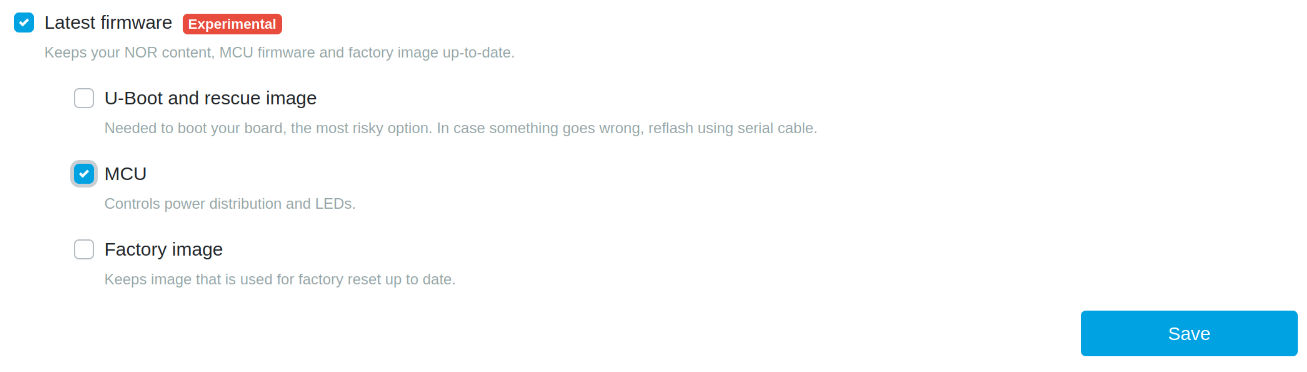 Latest firmware Experimental
Keeps your NOR content, MCU firmware and factory image up-to-date.
U-Boot and rescue image
Needed to boot your board, the most risky option. In case something goes wrong, reflash using serial cable.
MCU
Controls power distribution and LEDs.
Factory image
Keeps image that is used for factory reset up to date.
Save